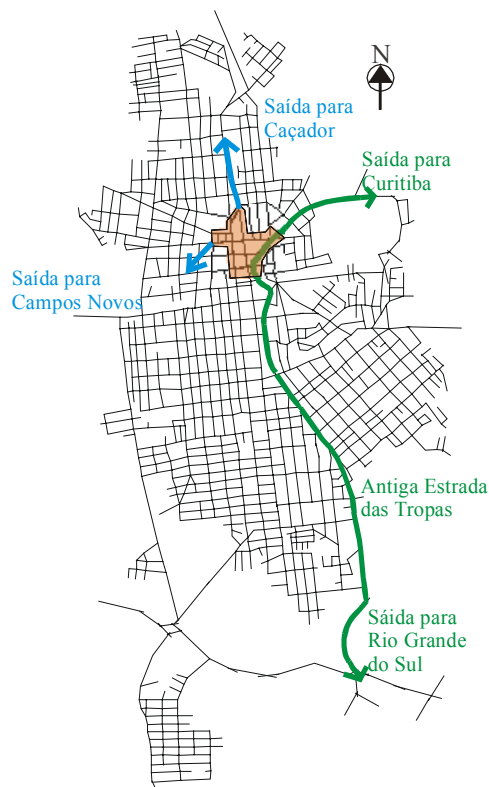 N
Saída para
Caçador
Saída para
Curitiba
Saída para
Campos Novos
Antiga Estrada
das Tropas
Sáida para
Rio Grande
do Sul